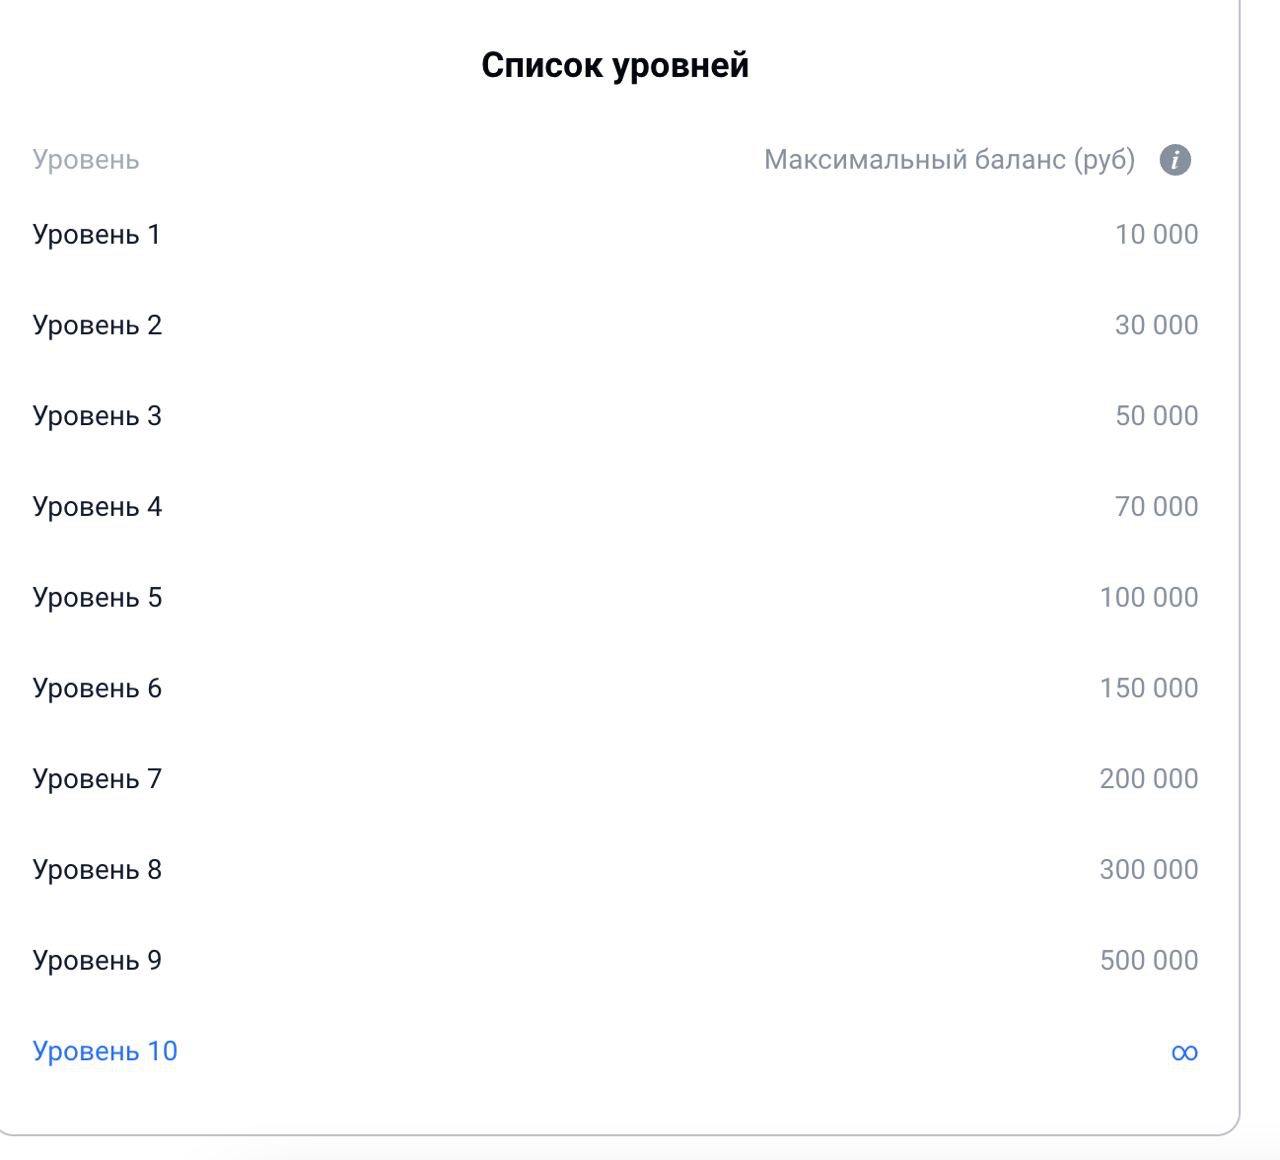 Список уровней
Уровень Максимальный баланс (руб) i
Уровень 1 10 000
Уровень 2 30 000
Уровень 3 50 000
Уровень 4 70 000
Уровень 5 100 000
Уровень 6 150 000
Уровень 7 200 000
Уровень 8 300 000
Уровень 9 500 000
Уровень 10 ∞